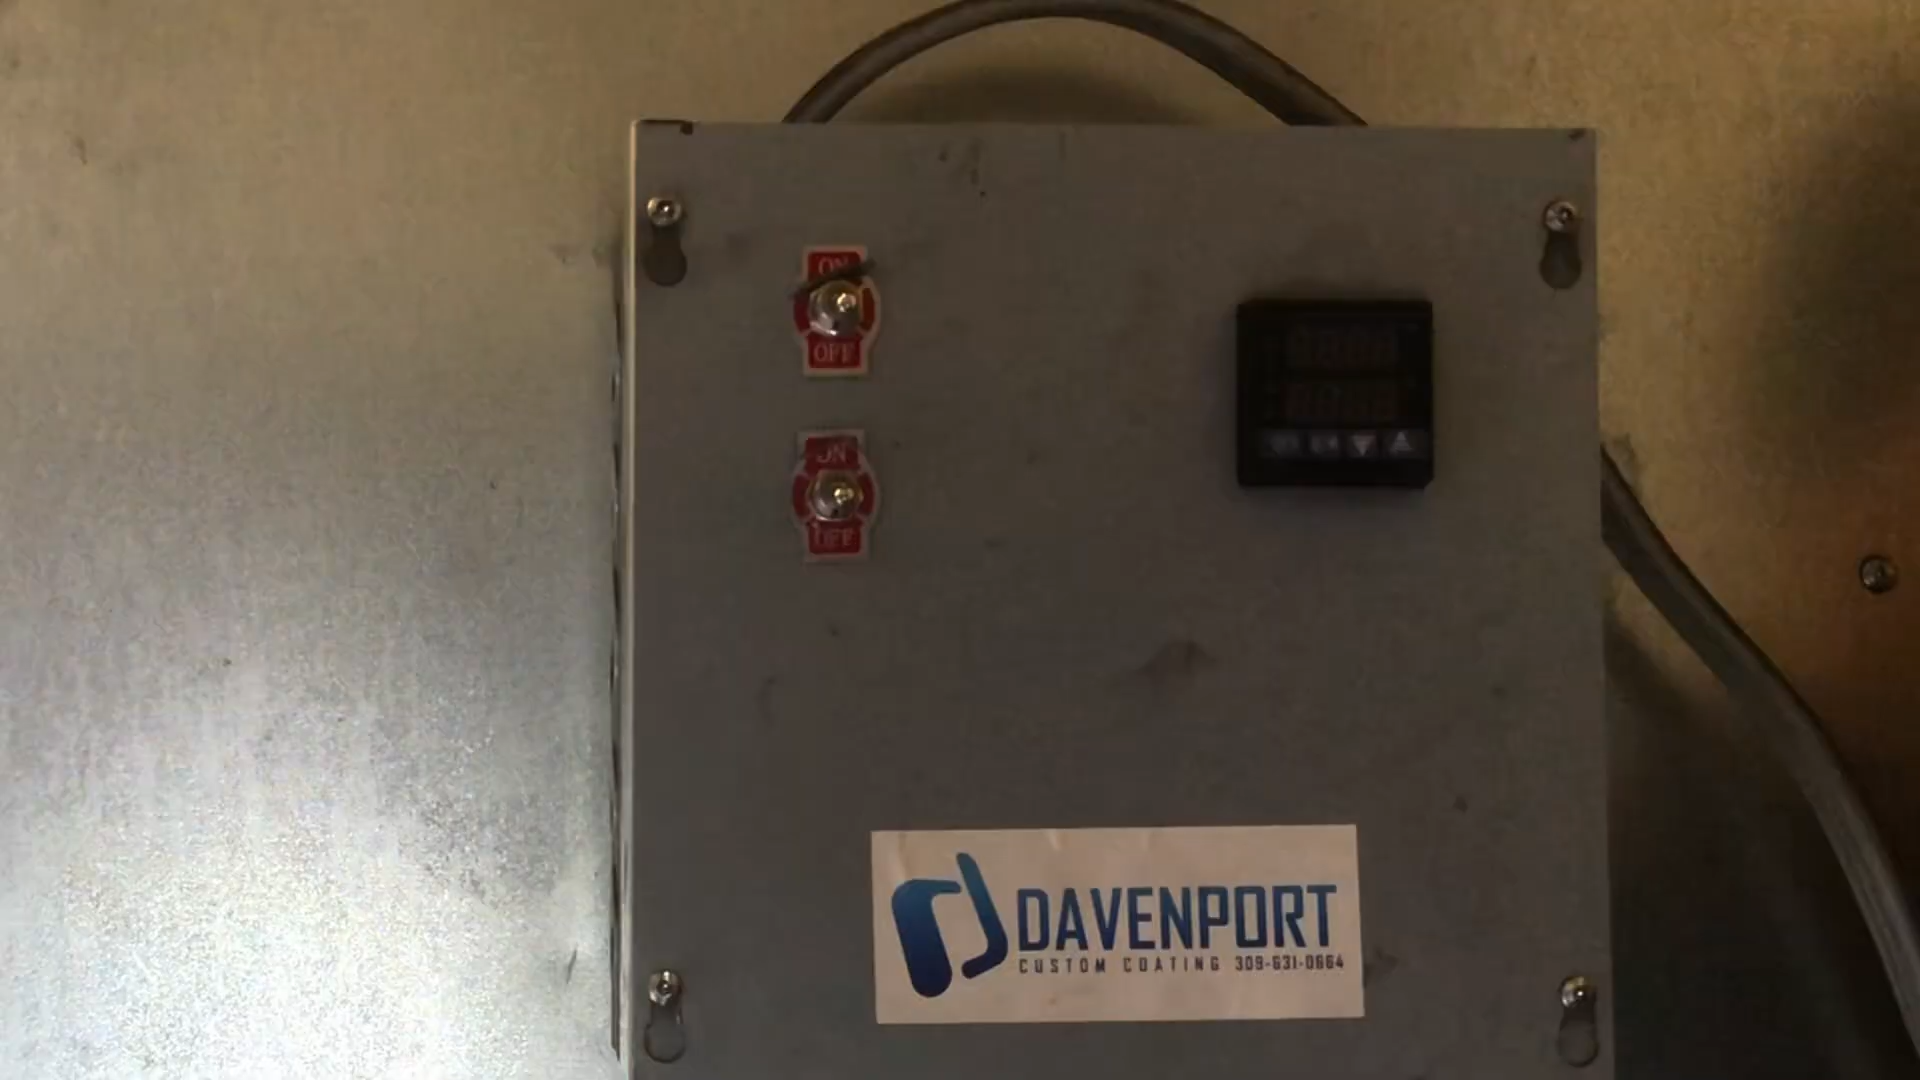 ON
OFF
ON
OFF
DAVENPORT
CUSTOM COATING 309-631-0664